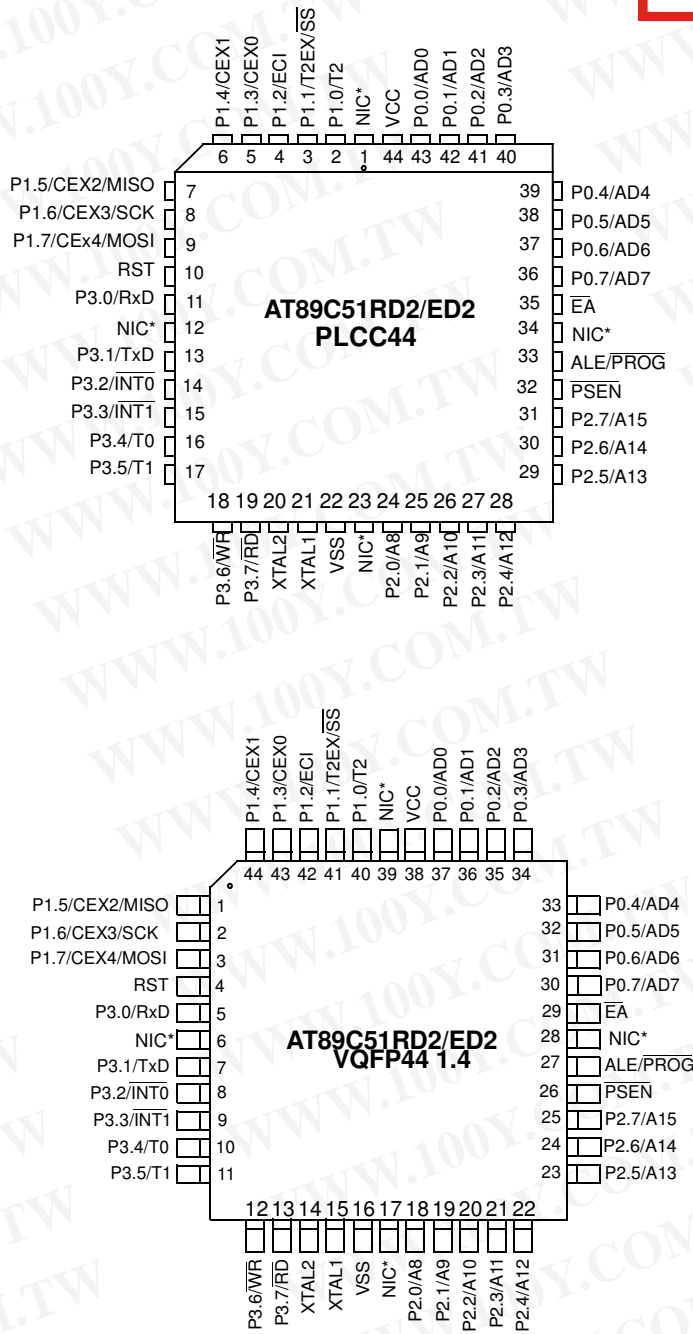 P1.4/CEX1
P1.3/CEX0
P1.2/ECI
P1.1/T2EX/S̅S̅
P1.0/T2
NIC*
VCC
P0.0/AD0
P0.1/AD1
P0.2/AD2
P0.3/AD3
6 5 4 3 2 1 44 43 42 41 40
P1.5/CEX2/MISO 7
P1.6/CEX3/SCK 8
P1.7/CEx4/MOSI 9
RST 10
P3.0/RxD 11
NIC* 12
P3.1/TxD 13
P3.2/I̅N̅T̅0̅ 14
P3.3/I̅N̅T̅1̅ 15
P3.4/T0 16
P3.5/T1 17
AT89C51RD2/ED2
PLCC44
39 P0.4/AD4
38 P0.5/AD5
37 P0.6/AD6
36 P0.7/AD7
35 E̅A̅
34 NIC*
33 ALE/P̅R̅O̅G̅
32 P̅S̅E̅N̅
31 P2.7/A15
30 P2.6/A14
29 P2.5/A13
18 19 20 21 22 23 24 25 26 27 28
P3.6/W̅R̅
P3.7/R̅D̅
XTAL2
XTAL1
VSS
NIC*
P2.0/A8
P2.1/A9
P2.2/A10
P2.3/A11
P2.4/A12
P1.4/CEX1
P1.3/CEX0
P1.2/ECI
P1.1/T2EX/S̅S̅
P1.0/T2
NIC*
VCC
P0.0/AD0
P0.1/AD1
P0.2/AD2
P0.3/AD3
44 43 42 41 40 39 38 37 36 35 34
P1.5/CEX2/MISO 1
P1.6/CEX3/SCK 2
P1.7/CEX4/MOSI 3
RST 4
P3.0/RxD 5
NIC* 6
P3.1/TxD 7
P3.2/I̅N̅T̅0̅ 8
P3.3/I̅N̅T̅1̅ 9
P3.4/T0 10
P3.5/T1 11
AT89C51RD2/ED2
VQFP44 1.4
33 P0.4/AD4
32 P0.5/AD5
31 P0.6/AD6
30 P0.7/AD7
29 E̅A̅
28 NIC*
27 ALE/P̅R̅O̅G̅
26 P̅S̅E̅N̅
25 P2.7/A15
24 P2.6/A14
23 P2.5/A13
12 13 14 15 16 17 18 19 20 21 22
P3.6/W̅R̅
P3.7/R̅D̅
XTAL2
XTAL1
VSS
NIC*
P2.0/A8
P2.1/A9
P2.2/A10
P2.3/A11
P2.4/A12
WWW.100Y.COM.TW